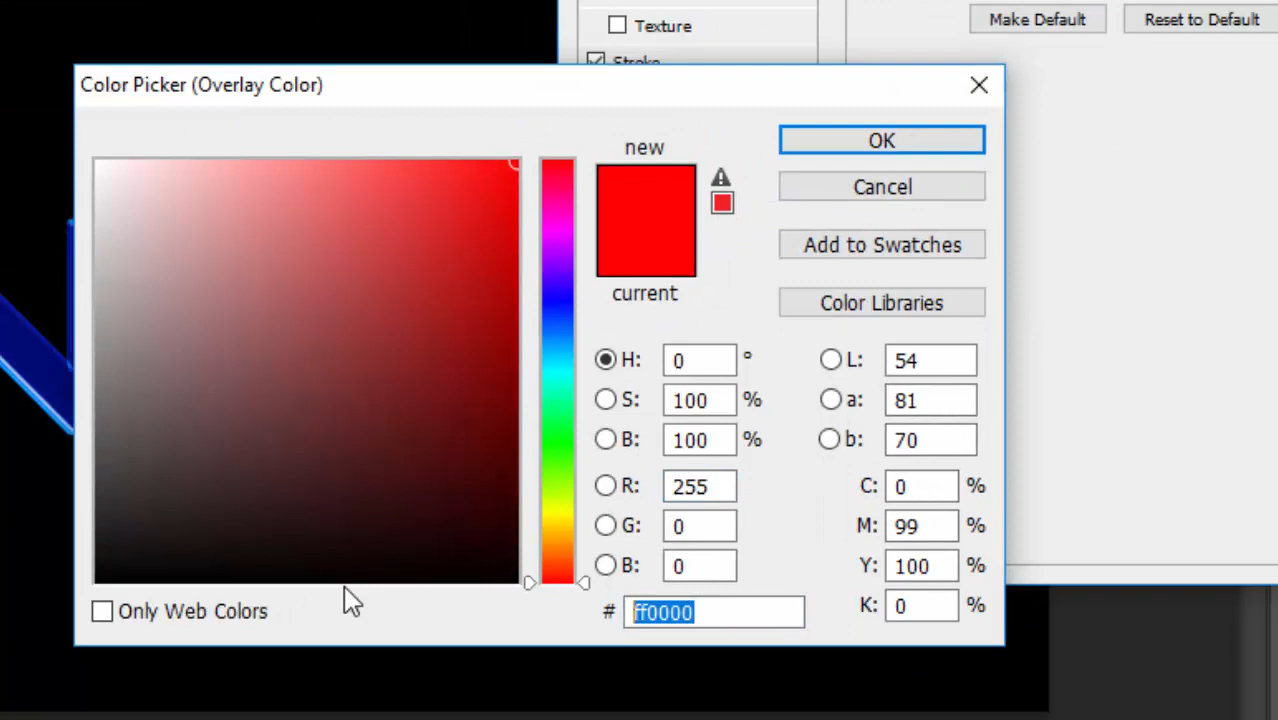 Make Default
Reset to Default
Texture
Stroke
Color Picker (Overlay Color)
new
current
OK
Cancel
Add to Swatches
Color Libraries
H: 0 °
S: 100 %
B: 100 %
R: 255
G: 0
B: 0
# ff0000
L: 54
a: 81
b: 70
C: 0 %
M: 99 %
Y: 100 %
K: 0 %
Only Web Colors